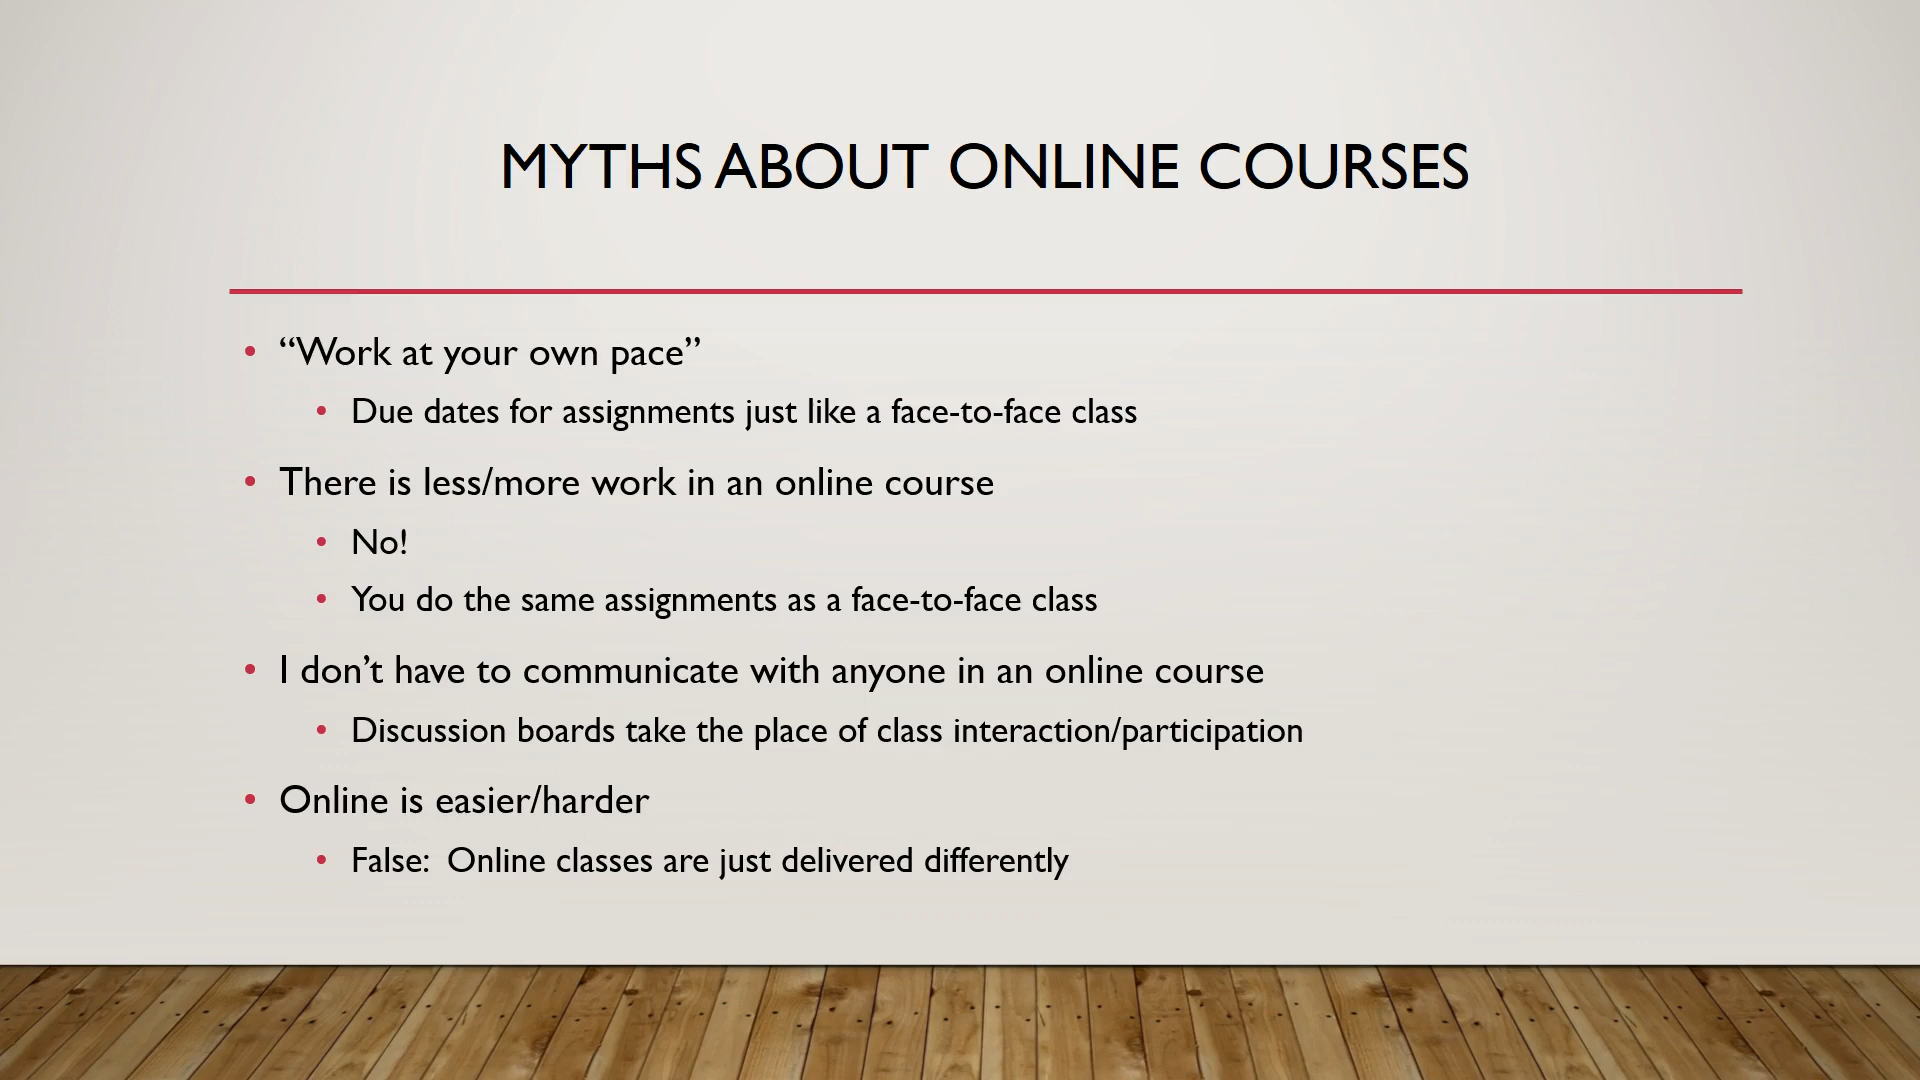 MYTHS ABOUT ONLINE COURSES
• “Work at your own pace”
• Due dates for assignments just like a face-to-face class
• There is less/more work in an online course
• No!
• You do the same assignments as a face-to-face class
• I don’t have to communicate with anyone in an online course
• Discussion boards take the place of class interaction/participation
• Online is easier/harder
• False:  Online classes are just delivered differently